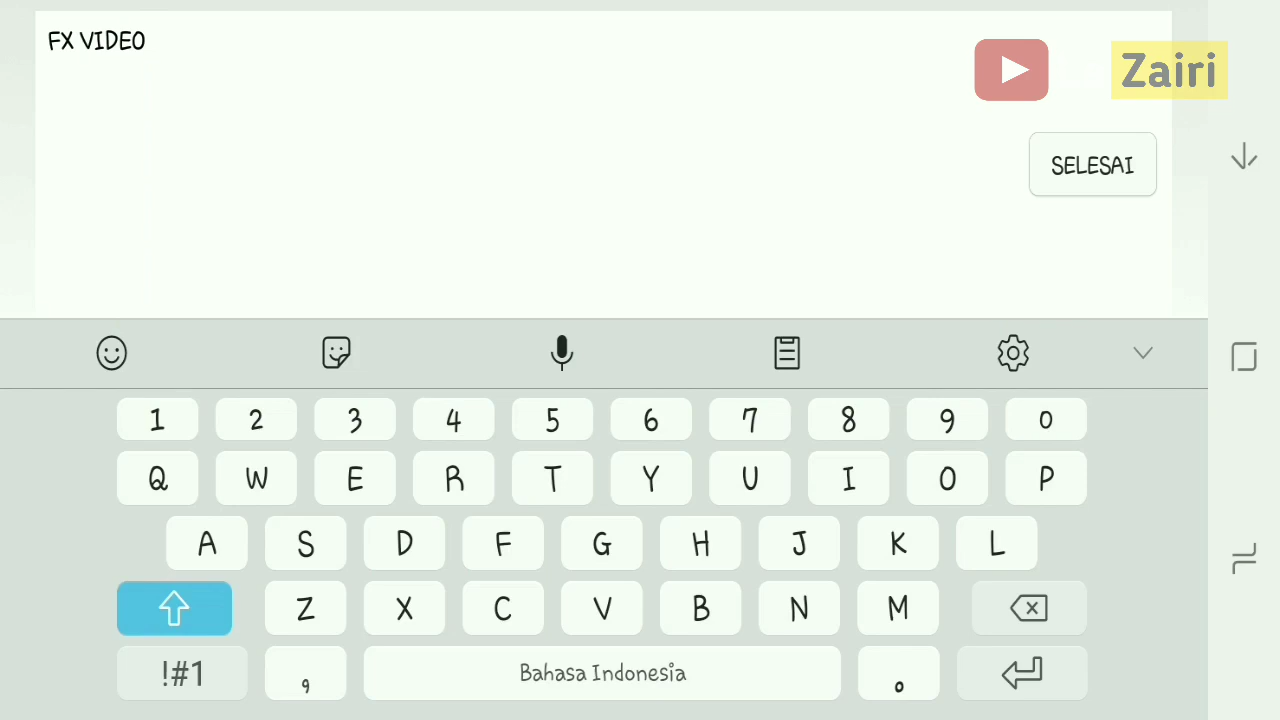 FX VIDEO
Zairi
SELESAI
1 2 3 4 5 6 7 8 9 0
Q W E R T Y U I O P
A S D F G H J K L
Z X C V B N M
!#1 , Bahasa Indonesia .